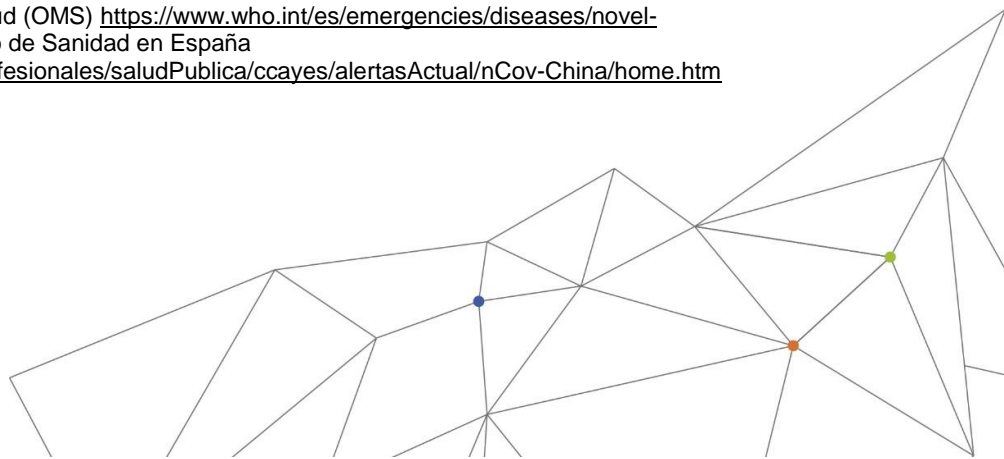 ud (OMS) https://www.who.int/es/emergencies/diseases/novel-
de Sanidad en España
fesionales/saludPublica/ccayes/alertasActual/nCov-China/home.htm